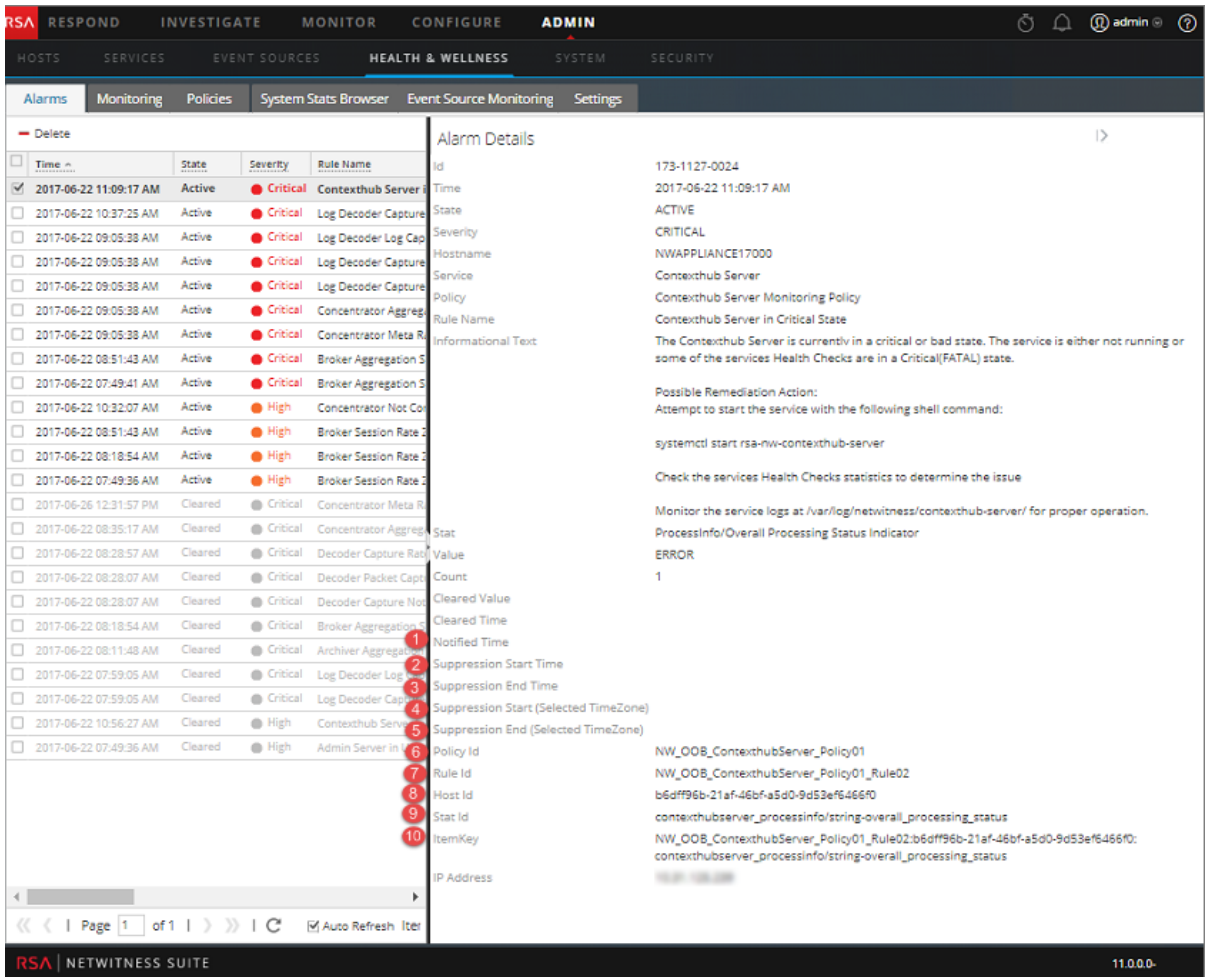 RSA RESPOND INVESTIGATE MONITOR CONFIGURE ADMIN admin ?
HOSTS SERVICES EVENT SOURCES HEALTH & WELLNESS SYSTEM SECURITY
Alarms Monitoring Policies System Stats Browser Event Source Monitoring Settings
Delete
Time State Severity Rule Name
2017-06-22 11:09:17 AM Active Critical Contexthub Server i
2017-06-22 10:37:25 AM Active Critical Log Decoder Capture
2017-06-22 09:05:38 AM Active Critical Log Decoder Log Cap
2017-06-22 09:05:38 AM Active Critical Log Decoder Capture
2017-06-22 09:05:38 AM Active Critical Log Decoder Capture
2017-06-22 09:05:38 AM Active Critical Concentrator Aggreg
2017-06-22 09:05:38 AM Active Critical Concentrator Meta R
2017-06-22 08:51:43 AM Active Critical Broker Aggregation S
2017-06-22 07:49:41 AM Active Critical Broker Aggregation S
2017-06-22 10:32:07 AM Active High Concentrator Not Con
2017-06-22 08:51:43 AM Active High Broker Session Rate Z
2017-06-22 08:18:54 AM Active High Broker Session Rate Z
2017-06-22 07:49:36 AM Active High Broker Session Rate Z
2017-06-26 12:31:57 PM Cleared Critical Concentrator Meta R
2017-06-22 08:35:17 AM Cleared Critical Concentrator Aggreg
2017-06-22 08:28:57 AM Cleared Critical Decoder Capture Rat
2017-06-22 08:28:07 AM Cleared Critical Decoder Packet Capt
2017-06-22 08:28:07 AM Cleared Critical Decoder Capture Not
2017-06-22 08:18:54 AM Cleared Critical Broker Aggregation S
2017-06-22 08:11:48 AM Cleared Critical Archiver Aggregation
2017-06-22 07:59:05 AM Cleared Critical Log Decoder Log
2017-06-22 07:59:05 AM Cleared Critical Log Decoder Cap
2017-06-22 10:56:27 AM Cleared High Contexthub Serve
2017-06-22 07:49:36 AM Cleared High Admin Server in
Page 1 of 1 | Auto Refresh Iter
Alarm Details
Id 173-1127-0024
Time 2017-06-22 11:09:17 AM
State ACTIVE
Severity CRITICAL
Hostname NWAPPLIANCE17000
Service Contexthub Server
Policy Contexthub Server Monitoring Policy
Rule Name Contexthub Server in Critical State
Informational Text The Contexthub Server is currently in a critical or bad state. The service is either not running or
some of the services Health Checks are in a Critical(FATAL) state.
Possible Remediation Action:
Attempt to start the service with the following shell command:
systemctl start rsa-nw-contexthub-server
Check the services Health Checks statistics to determine the issue
Monitor the service logs at /var/log/netwitness/contexthub-server/ for proper operation.
Stat ProcessInfo/Overall Processing Status Indicator
Value ERROR
Count 1
Cleared Value
Cleared Time
1 Notified Time
2 Suppression Start Time
3 Suppression End Time
4 Suppression Start (Selected TimeZone)
5 Suppression End (Selected TimeZone)
6 Policy Id NW_OOB_ContexthubServer_Policy01
7 Rule Id NW_OOB_ContexthubServer_Policy01_Rule02
8 Host Id b6dff96b-21af-46bf-a5d0-9d53ef6466f0
9 Stat Id contexthubserver_processinfo/string-overall_processing_status
10 ItemKey NW_OOB_ContexthubServer_Policy01_Rule02:b6dff96b-21af-46bf-a5d0-9d53ef6466f0:
contexthubserver_processinfo/string-overall_processing_status
IP Address
RSA | NETWITNESS SUITE 11.0.0.0-